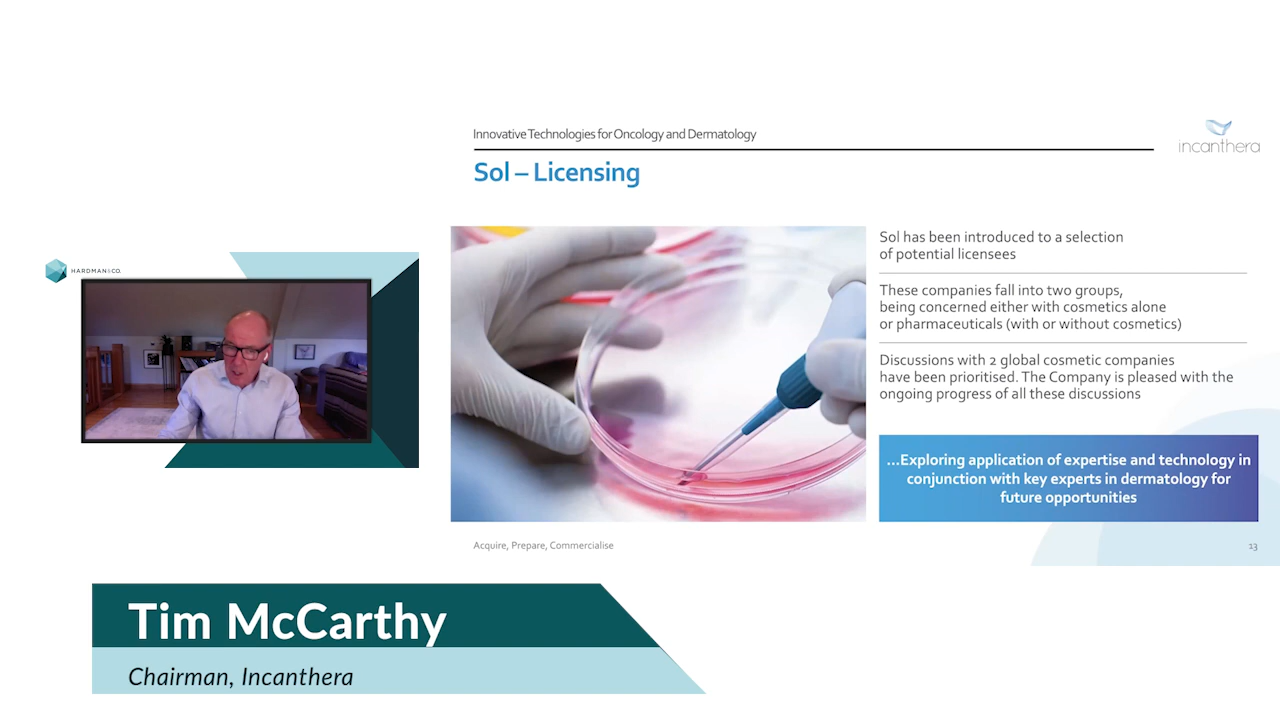 Innovative Technologies for Oncology and Dermatology
incanthera
Sol – Licensing
Sol has been introduced to a selection
of potential licensees
These companies fall into two groups,
being concerned either with cosmetics alone
or pharmaceuticals (with or without cosmetics)
Discussions with 2 global cosmetic companies
have been prioritised. The Company is pleased with the
ongoing progress of all these discussions
...Exploring application of expertise and technology in
conjunction with key experts in dermatology for
future opportunities
Acquire, Prepare, Commercialise
13
HARDMAN&CO.
Tim McCarthy
Chairman, Incanthera